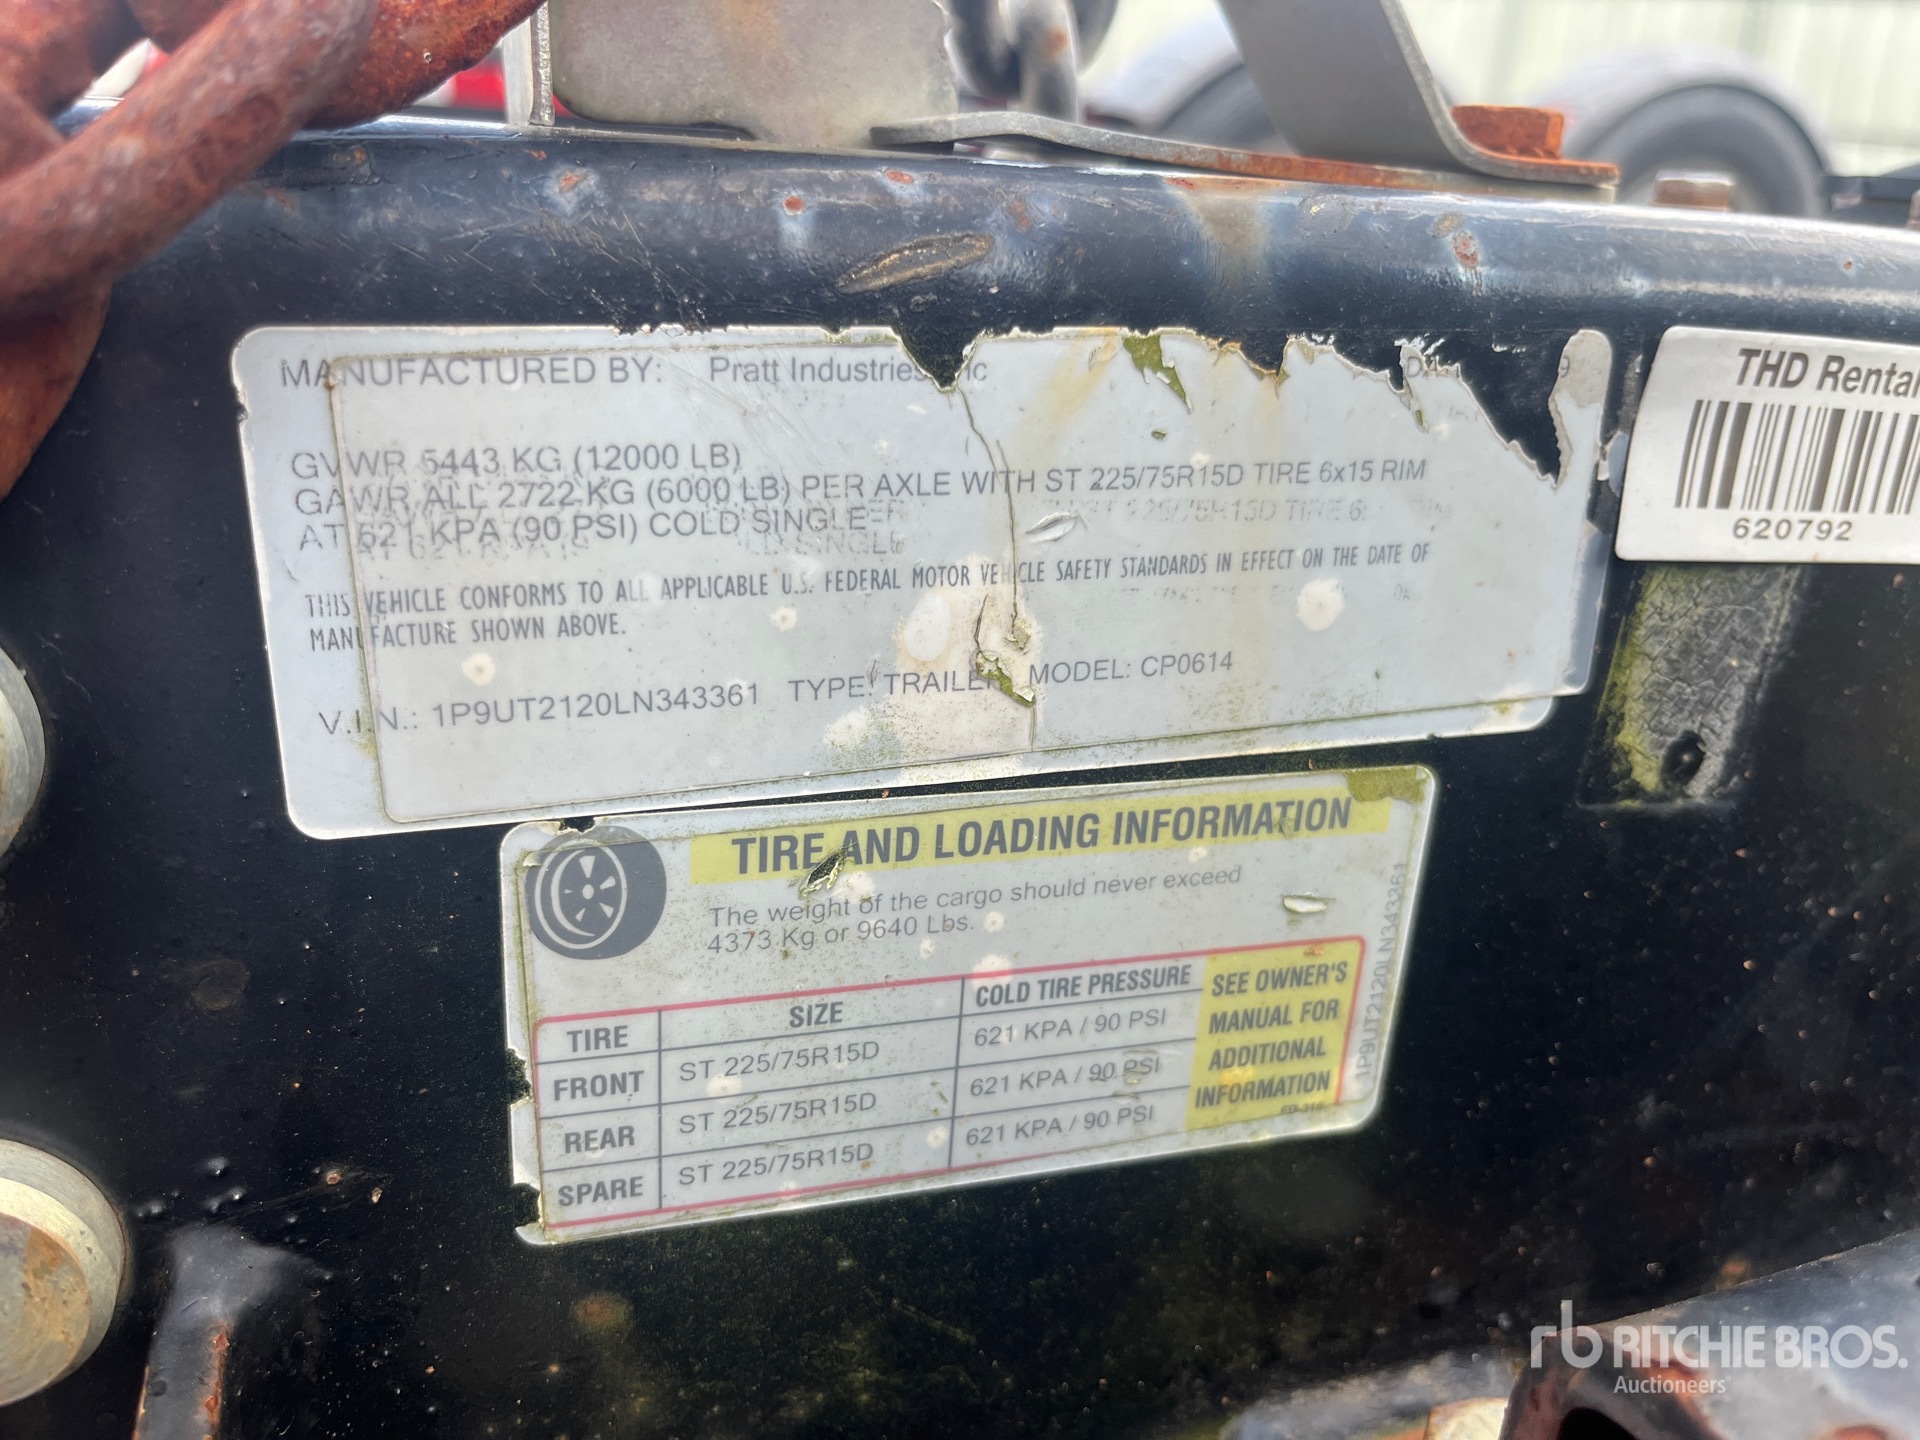 MANUFACTURED BY: Pratt Industries
GVWR 5443 KG (12000 LB)
GAWR ALL 2722 KG (6000 LB) PER AXLE WITH ST 225/75R15D TIRE 6x15 RIM
AT 621 KPA (90 PSI) COLD SINGLE
THIS VEHICLE CONFORMS TO ALL APPLICABLE U.S. FEDERAL MOTOR VEHICLE SAFETY STANDARDS IN EFFECT ON THE DATE OF
MANUFACTURE SHOWN ABOVE.
V.I.N.: 1P9UT2120LN343361 TYPE: TRAILER MODEL: CP0614
THD Rental
620792
TIRE AND LOADING INFORMATION
The weight of the cargo should never exceed
4373 Kg or 9640 Lbs.
TIRE SIZE COLD TIRE PRESSURE
FRONT ST 225/75R15D 621 KPA / 90 PSI
REAR ST 225/75R15D 621 KPA / 90 PSI
SPARE ST 225/75R15D 621 KPA / 90 PSI
SEE OWNER'S
MANUAL FOR
ADDITIONAL
INFORMATION
1P9UT2120LN343361
rb RITCHIE BROS.
Auctioneers